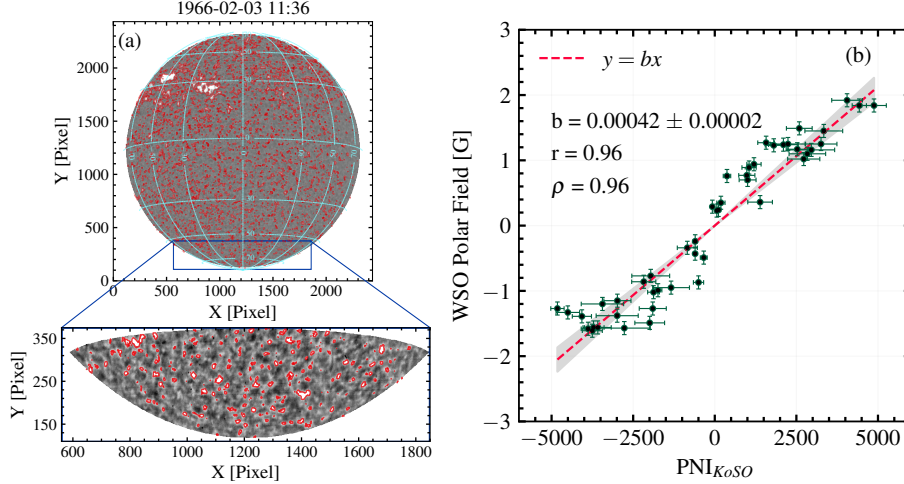 1966-02-03 11:36
(a)
2000
1500
1000
500
0
Y [Pixel]
0 500 1000 1500 2000
X [Pixel]
350
250
150
Y [Pixel]
600 800 1000 1200 1400 1600 1800
X [Pixel]
(b)
y = bx
b = 0.00042 ± 0.00002
r = 0.96
ρ = 0.96
3
2
1
0
−1
−2
−3
WSO Polar Field [G]
−5000 −2500 0 2500 5000
PNI_KoSO